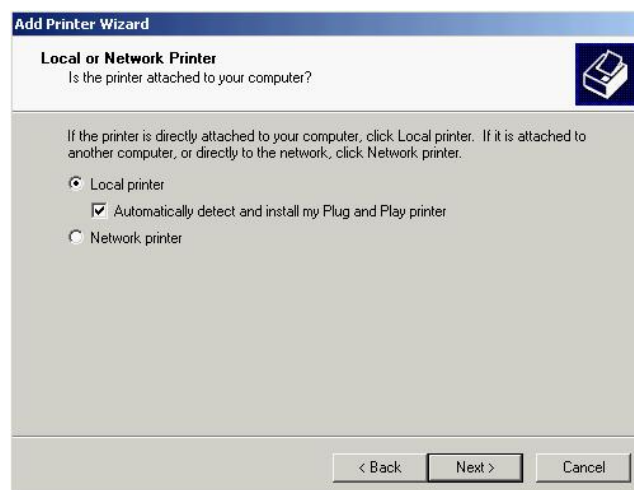 Add Printer Wizard
Local or Network Printer
Is the printer attached to your computer?
If the printer is directly attached to your computer, click Local printer.  If it is attached to
another computer, or directly to the network, click Network printer.
Local printer
Automatically detect and install my Plug and Play printer
Network printer
< Back
Next >
Cancel